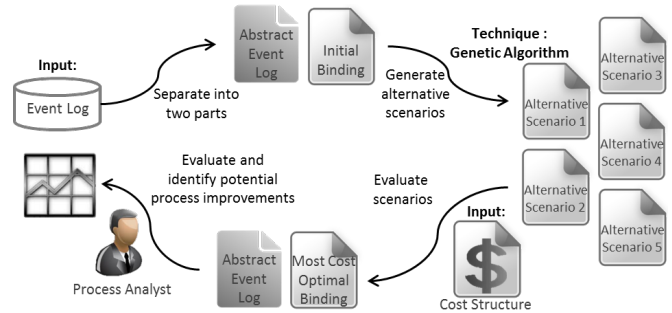 Input:
Event Log
Separate into
two parts
Abstract
Event
Log
Initial
Binding
Generate
alternative
scenarios
Technique :
Genetic Algorithm
Alternative
Scenario 1
Alternative
Scenario 3
Alternative
Scenario 4
Alternative
Scenario 2
Alternative
Scenario 5
Evaluate
scenarios
Input:
$
Cost Structure
Abstract
Event
Log
Most Cost
Optimal
Binding
Evaluate and
identify potential
process improvements
Process Analyst